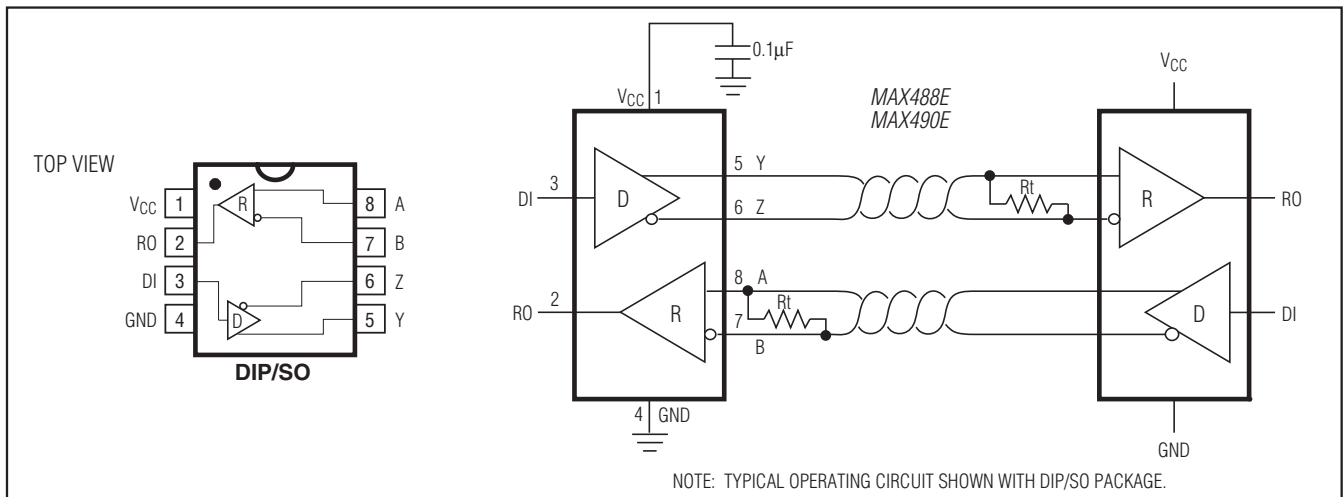 TOP VIEW
VCC 1
RO 2
DI 3
GND 4
R
D
8 A
7 B
6 Z
5 Y
DIP/SO
0.1µF
VCC 1
MAX488E
MAX490E
VCC
DI 3
D
5 Y
6 Z
Rt
R
RO
RO 2
R
8 A
7
B
Rt
D
DI
4 GND
GND
NOTE: TYPICAL OPERATING CIRCUIT SHOWN WITH DIP/SO PACKAGE.